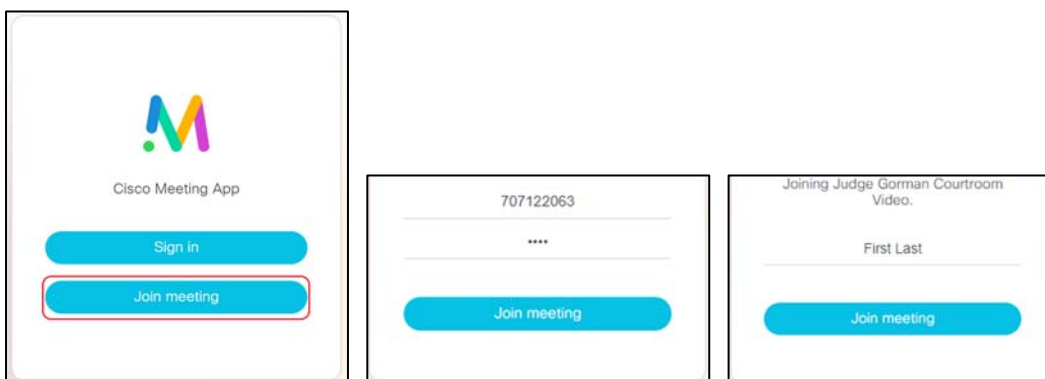 Cisco Meeting App
Sign in
Join meeting
707122063
••••
Join meeting
Joining Judge Gorman Courtroom
Video.
First Last
Join meeting